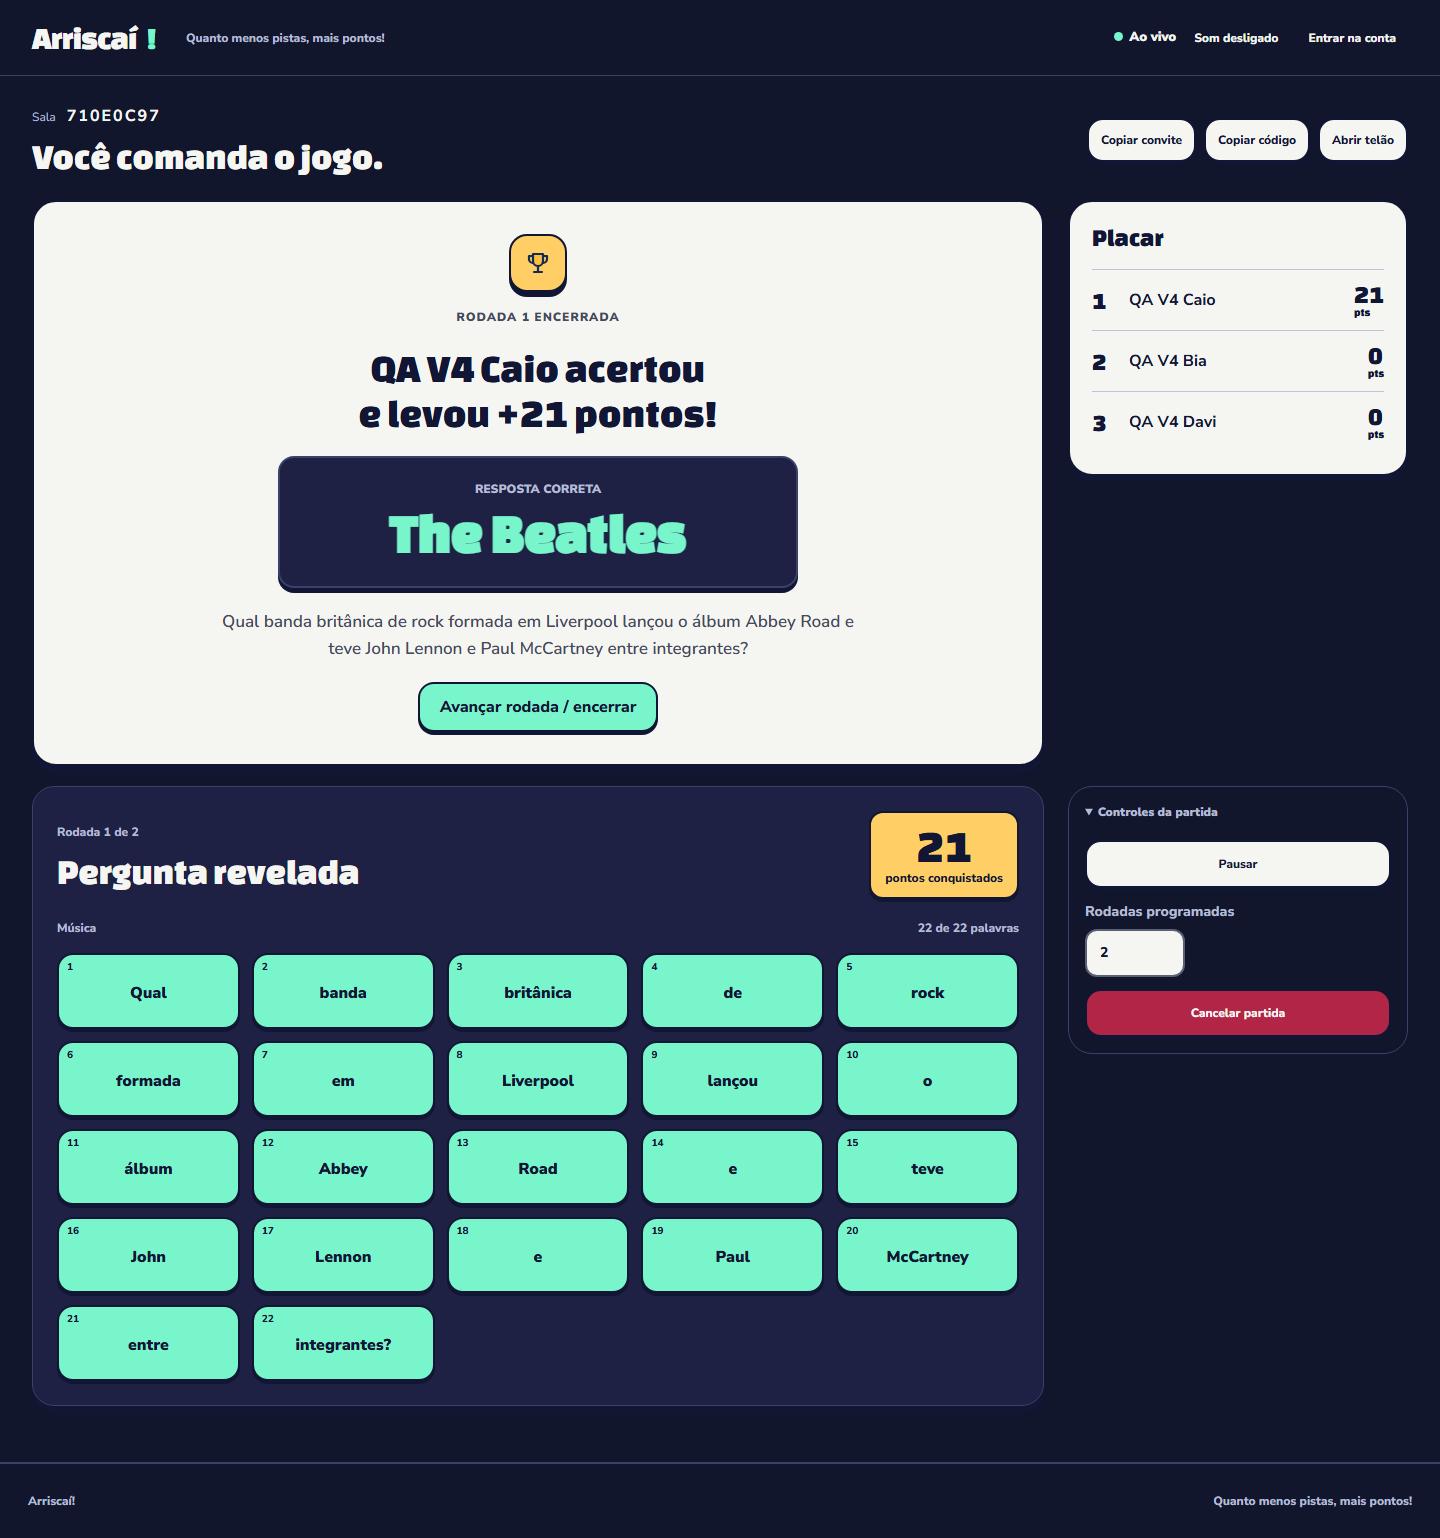 Arriscaí!
Quanto menos pistas, mais pontos!
Ao vivo
Som desligado
Entrar na conta
Sala 710E0C97
Você comanda o jogo.
Copiar convite
Copiar código
Abrir telão
RODADA 1 ENCERRADA
QA V4 Caio acertou
e levou +21 pontos!
RESPOSTA CORRETA
The Beatles
Qual banda britânica de rock formada em Liverpool lançou o álbum Abbey Road e
teve John Lennon e Paul McCartney entre integrantes?
Avançar rodada / encerrar
Placar
1 QA V4 Caio 21 pts
2 QA V4 Bia 0 pts
3 QA V4 Davi 0 pts
Rodada 1 de 2
Pergunta revelada
21
pontos conquistados
Música
22 de 22 palavras
1 Qual
2 banda
3 britânica
4 de
5 rock
6 formada
7 em
8 Liverpool
9 lançou
10 o
11 álbum
12 Abbey
13 Road
14 e
15 teve
16 John
17 Lennon
18 e
19 Paul
20 McCartney
21 entre
22 integrantes?
▼ Controles da partida
Pausar
Rodadas programadas
2
Cancelar partida
Arriscaí!
Quanto menos pistas, mais pontos!